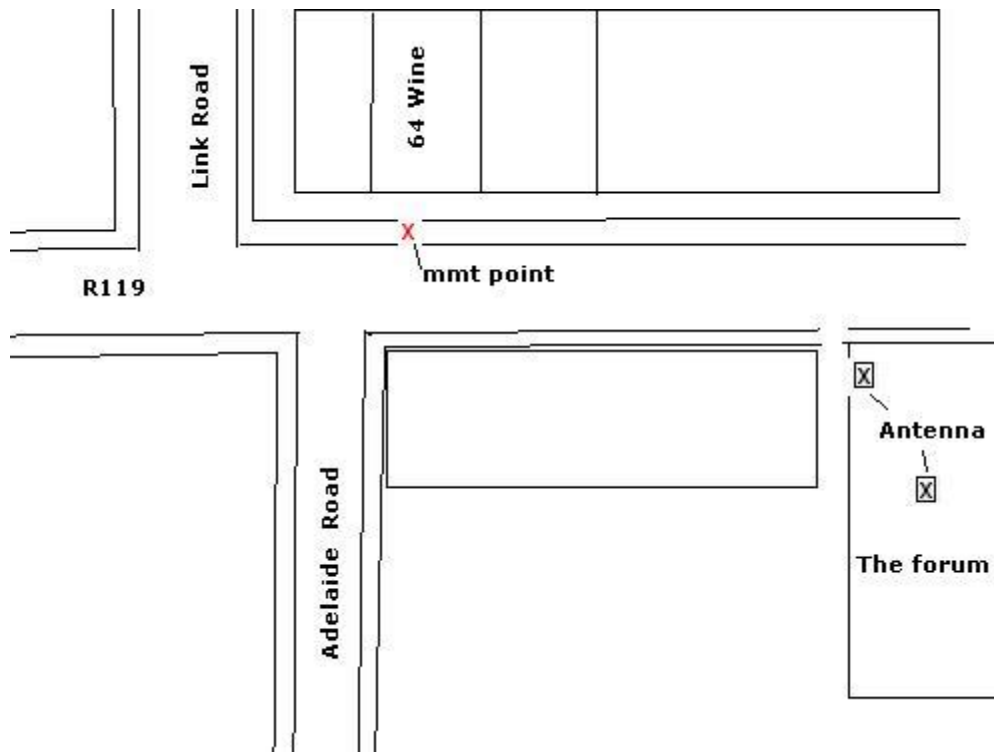 Link Road
64 Wine
X
mmt point
R119
X
Antenna
X
The forum
Adelaide Road